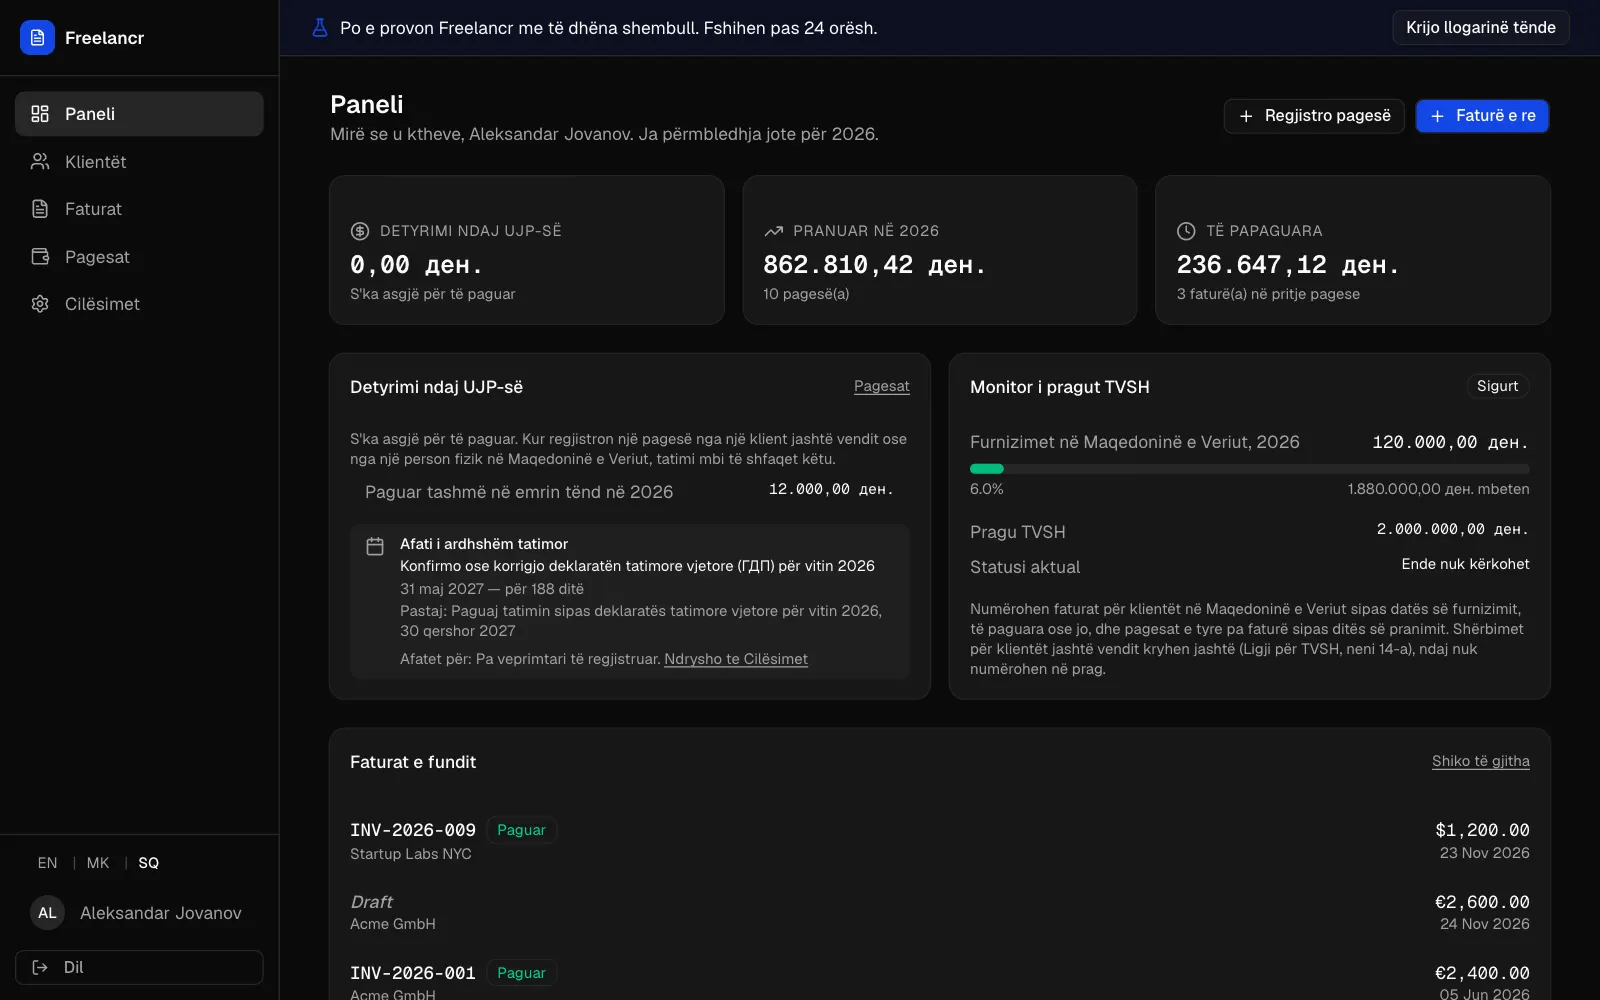 Freelancr
Po e provon Freelancr me të dhëna shembull. Fshihen pas 24 orësh.
Krijo llogarinë tënde
Paneli
Klientët
Faturat
Pagesat
Cilësimet
EN | MK | SQ
AL Aleksandar Jovanov
Dil
Paneli
Mirë se u ktheve, Aleksandar Jovanov. Ja përmbledhja jote për 2026.
Regjistro pagesë
Faturë e re
DETYRIMI NDAJ UJP-SË
0,00 ден.
S'ka asgjë për të paguar
PRANUAR NË 2026
862.810,42 ден.
10 pagesë(a)
TË PAPAGUARA
236.647,12 ден.
3 faturë(a) në pritje pagese
Detyrimi ndaj UJP-së
Pagesat
S'ka asgjë për të paguar. Kur regjistron një pagesë nga një klient jashtë vendit ose
nga një person fizik në Maqedoninë e Veriut, tatimi mbi të shfaqet këtu.
Paguar tashmë në emrin tënd në 2026 12.000,00 ден.
Afati i ardhshëm tatimor
Konfirmo ose korrigjo deklaratën tatimore vjetore (ГДП) për vitin 2026
31 maj 2027 — për 188 ditë
Pastaj: Paguaj tatimin sipas deklaratës tatimore vjetore për vitin 2026,
30 qershor 2027
Afatet për: Pa veprimtari të regjistruar. Ndrysho te Cilësimet
Monitor i pragut TVSH
Sigurt
Furnizimet në Maqedoninë e Veriut, 2026 120.000,00 ден.
6.0% 1.880.000,00 ден. mbeten
Pragu TVSH 2.000.000,00 ден.
Statusi aktual Ende nuk kërkohet
Numërohen faturat për klientët në Maqedoninë e Veriut sipas datës së furnizimit,
të paguara ose jo, dhe pagesat e tyre pa faturë sipas ditës së pranimit. Shërbimet
për klientët jashtë vendit kryhen jashtë (Ligji për TVSH, neni 14-a), ndaj nuk
numërohen në prag.
Faturat e fundit
Shiko të gjitha
INV-2026-009 Paguar $1,200.00
Startup Labs NYC 23 Nov 2026
Draft €2,600.00
Acme GmbH 24 Nov 2026
INV-2026-001 Paguar €2,400.00
Acme GmbH 05 Jun 2026